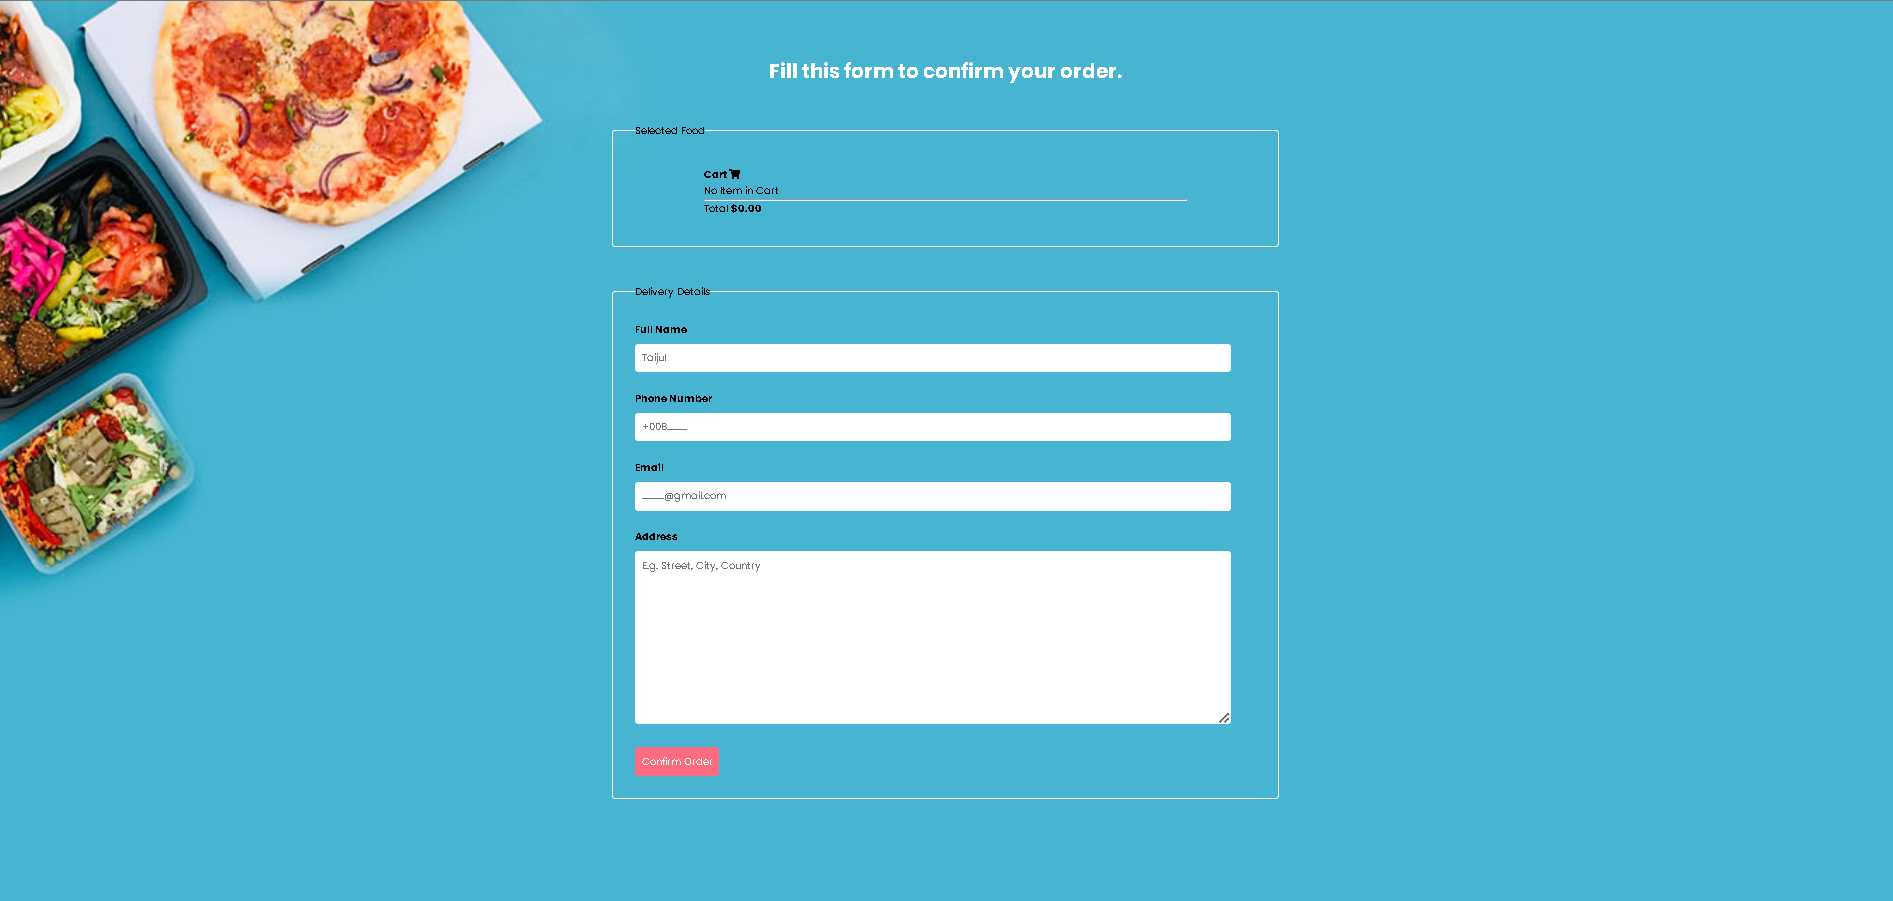 Fill this form to confirm your order.
Selected Food
Cart
No Item in Cart
Total $0.00
Delivery Details
Full Name
Taijul
Phone Number
+008____
Email
____@gmail.com
Address
E.g. Street, City, Country
Confirm Order